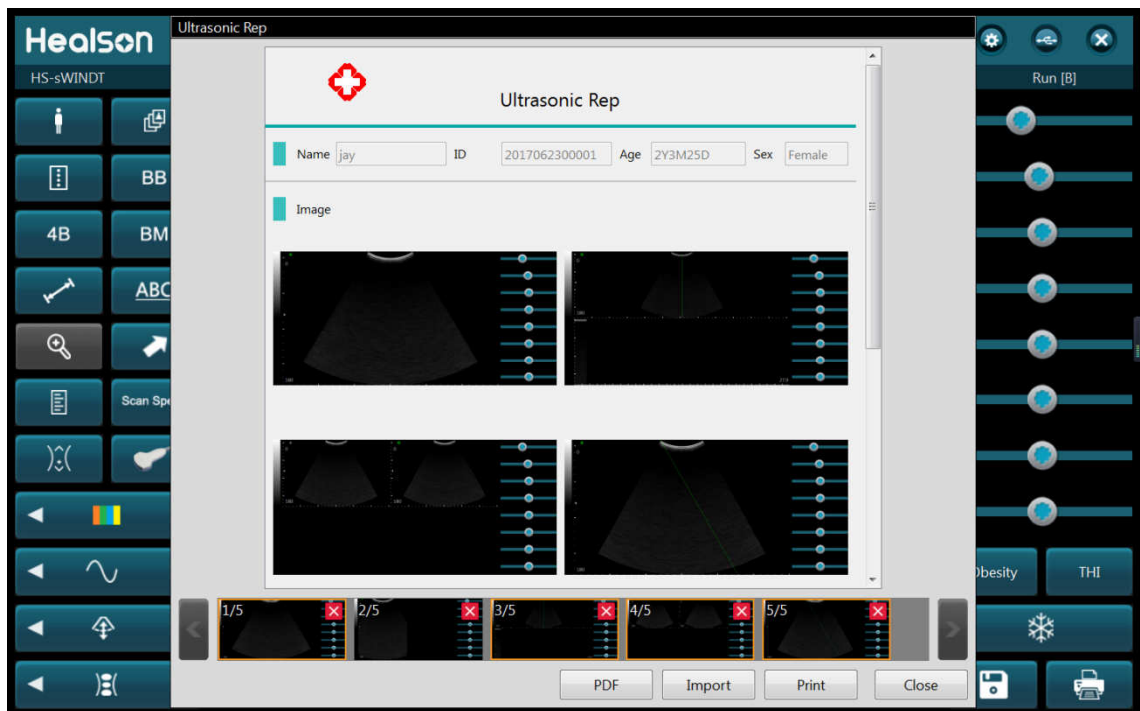 Healson
Ultrasonic Rep
HS-sWINDT
Run [B]
Ultrasonic Rep
Name jay ID 2017062300001 Age 2Y3M25D Sex Female
Image
BB
4B
BM
ABC
Scan Spe
1/5
2/5
3/5
4/5
5/5
Obesity
THI
PDF
Import
Print
Close